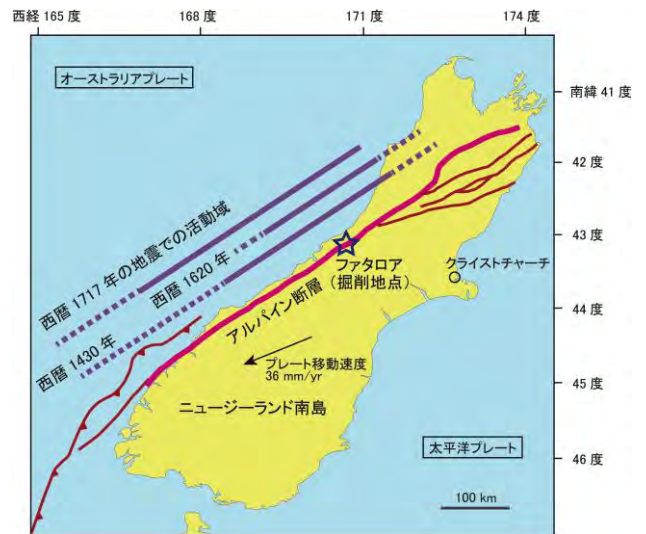 西経 165 度
168 度
171 度
174 度
オーストラリアプレート
南緯 41 度
42 度
西暦 1717 年の地震での活動域
西暦 1620 年
43 度
ファタロア
(掘削地点)
クライストチャーチ
アルパイン断層
44 度
西暦 1430 年
プレート移動速度
36 mm/yr
45 度
ニュージーランド南島
太平洋プレート
46 度
100 km